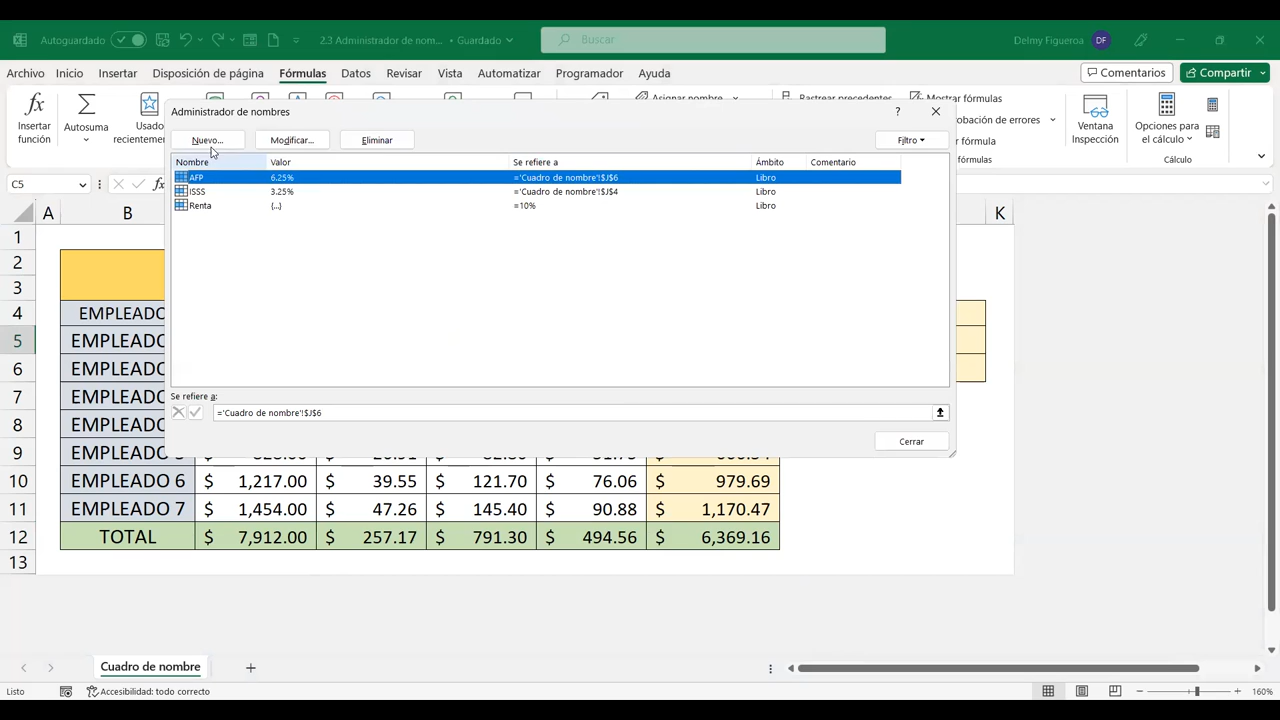 Autoguardado
2.3 Administrador de nom... • Guardado
Buscar
Delmy Figueroa DF
Archivo Inicio Insertar Disposición de página Fórmulas Datos Revisar Vista Automatizar Programador Ayuda
Comentarios Compartir
fx Insertar función
Σ Autosuma
Usado
Asignar nombre
Rastrear precedentes
Mostrar fórmulas
obación de errores
fórmula
Ventana Inspección
Opciones para el cálculo
Cálculo
Administrador de nombres ?
Nuevo... Modificar... Eliminar Filtro
Nombre Valor Se refiere a Ámbito Comentario
AFP 6.25% ='Cuadro de nombre'!$J$6 Libro
ISSS 3.25% ='Cuadro de nombre'!$J$4 Libro
Renta {...} =10% Libro
Se refiere a:
='Cuadro de nombre'!$J$6
Cerrar
C5 fx
A B K
1
2
3
4 EMPLEADO
5 EMPLEADO
6 EMPLEADO
7 EMPLEADO
8 EMPLEADO
9 EMPLEADO
10 EMPLEADO 6 $ 1,217.00 $ 39.55 $ 121.70 $ 76.06 $ 979.69
11 EMPLEADO 7 $ 1,454.00 $ 47.26 $ 145.40 $ 90.88 $ 1,170.47
12 TOTAL $ 7,912.00 $ 257.17 $ 791.30 $ 494.56 $ 6,369.16
13
Cuadro de nombre +
Listo Accesibilidad: todo correcto 160%